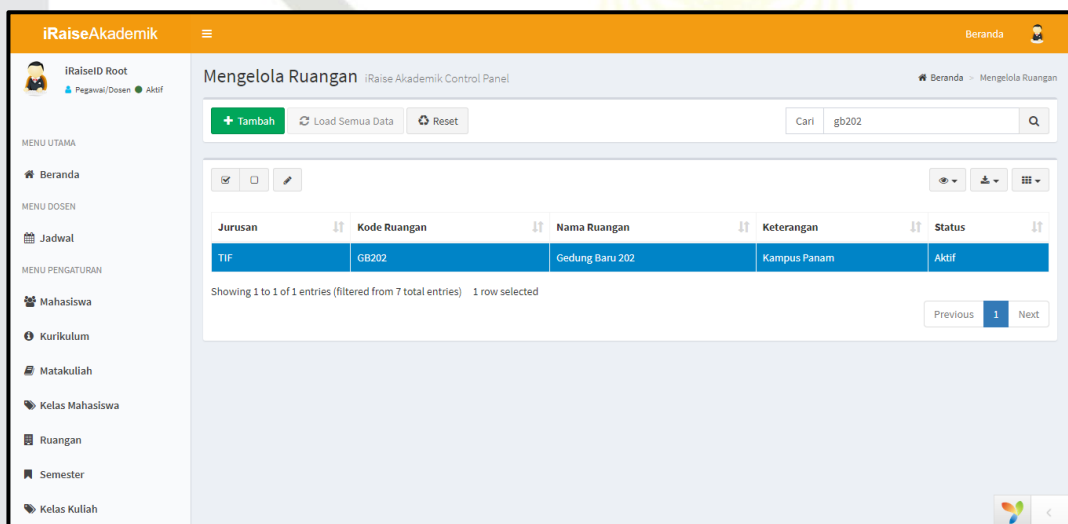 iRaiseAkademik
Beranda
iRaiseID Root
Pegawai/Dosen Aktif
Mengelola Ruangan iRaise Akademik Control Panel
Beranda > Mengelola Ruangan
Tambah Load Semua Data Reset
Cari gb202
MENU UTAMA
Beranda
MENU DOSEN
Jadwal
MENU PENGATURAN
Mahasiswa
Kurikulum
Matakuliah
Kelas Mahasiswa
Ruangan
Semester
Kelas Kuliah
Jurusan Kode Ruangan Nama Ruangan Keterangan Status
TIF GB202 Gedung Baru 202 Kampus Panam Aktif
Showing 1 to 1 of 1 entries (filtered from 7 total entries) 1 row selected
Previous 1 Next